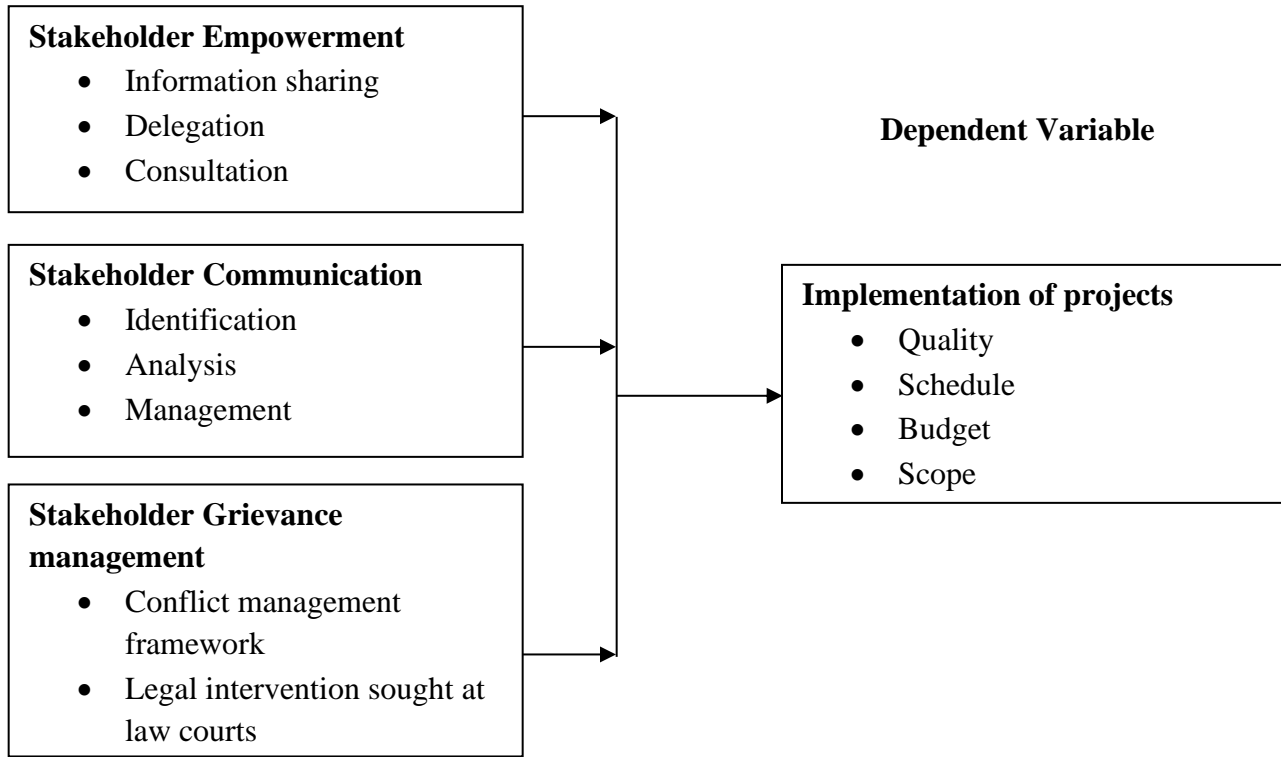 Stakeholder Empowerment
• Information sharing
• Delegation
• Consultation
Stakeholder Communication
• Identification
• Analysis
• Management
Stakeholder Grievance
management
• Conflict management
framework
• Legal intervention sought at
law courts
Dependent Variable
Implementation of projects
• Quality
• Schedule
• Budget
• Scope